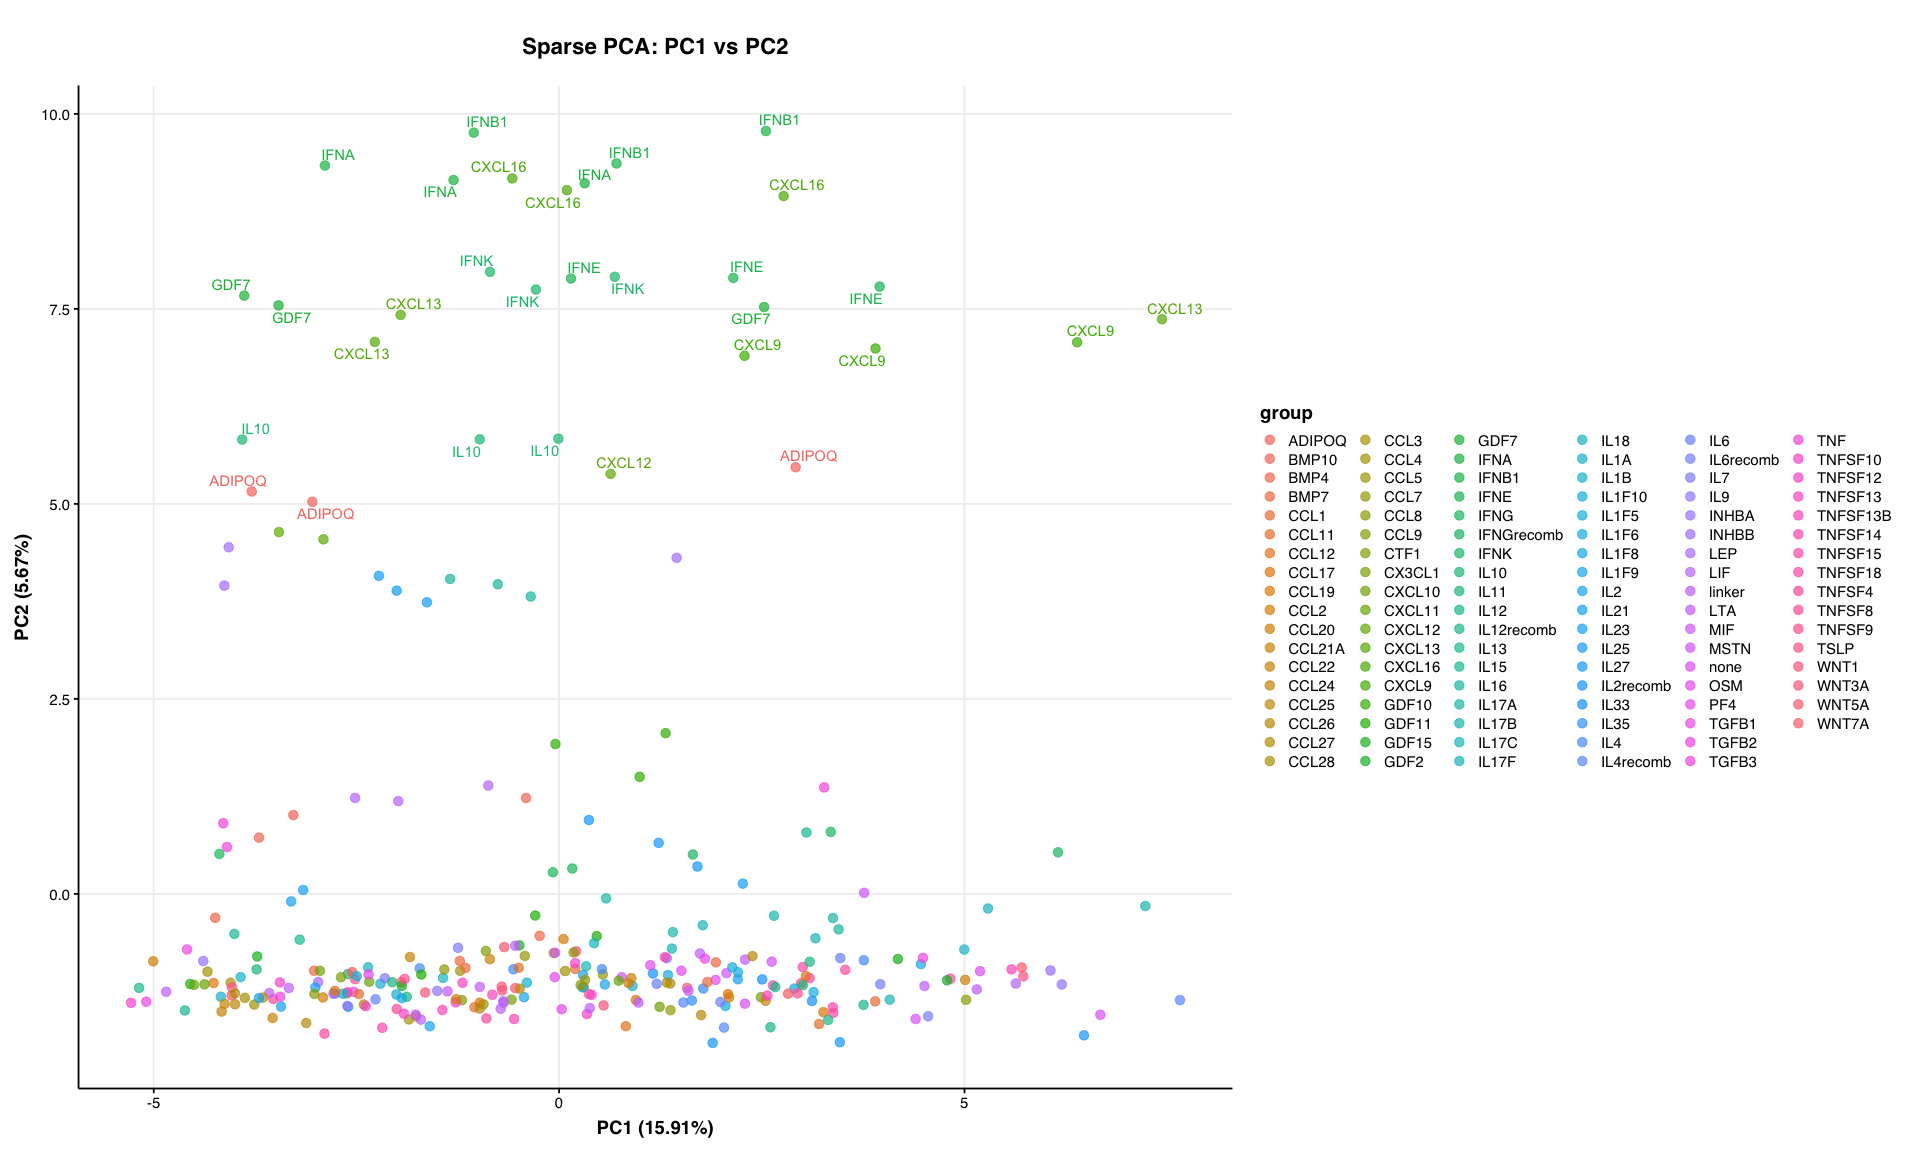 Sparse PCA: PC1 vs PC2
10.0
7.5
5.0
2.5
0.0
PC2 (5.67%)
IFNB1
IFNB1
IFNA
IFNB1
CXCL16
IFNA
IFNA
CXCL16
CXCL16
IFNK
IFNE
IFNE
GDF7
IFNK
IFNK
IFNE
CXCL13
CXCL13
GDF7
GDF7
CXCL9
CXCL9
CXCL13
CXCL9
IL10
IL10
IL10
ADIPOQ
CXCL12
ADIPOQ
ADIPOQ
-5
0
5
PC1 (15.91%)
group
ADIPOQ
BMP10
BMP4
BMP7
CCL1
CCL11
CCL12
CCL17
CCL19
CCL2
CCL20
CCL21A
CCL22
CCL24
CCL25
CCL26
CCL27
CCL28
CCL3
CCL4
CCL5
CCL7
CCL8
CCL9
CTF1
CX3CL1
CXCL10
CXCL11
CXCL12
CXCL13
CXCL16
CXCL9
GDF10
GDF11
GDF15
GDF2
GDF7
IFNA
IFNB1
IFNE
IFNG
IFNGrecomb
IFNK
IL10
IL11
IL12
IL12recomb
IL13
IL15
IL16
IL17A
IL17B
IL17C
IL17F
IL18
IL1A
IL1B
IL1F10
IL1F5
IL1F6
IL1F8
IL1F9
IL2
IL21
IL23
IL25
IL27
IL2recomb
IL33
IL35
IL4
IL4recomb
IL6
IL6recomb
IL7
IL9
INHBA
INHBB
LEP
LIF
linker
LTA
MIF
MSTN
none
OSM
PF4
TGFB1
TGFB2
TGFB3
TNF
TNFSF10
TNFSF12
TNFSF13
TNFSF13B
TNFSF14
TNFSF15
TNFSF18
TNFSF4
TNFSF8
TNFSF9
TSLP
WNT1
WNT3A
WNT5A
WNT7A